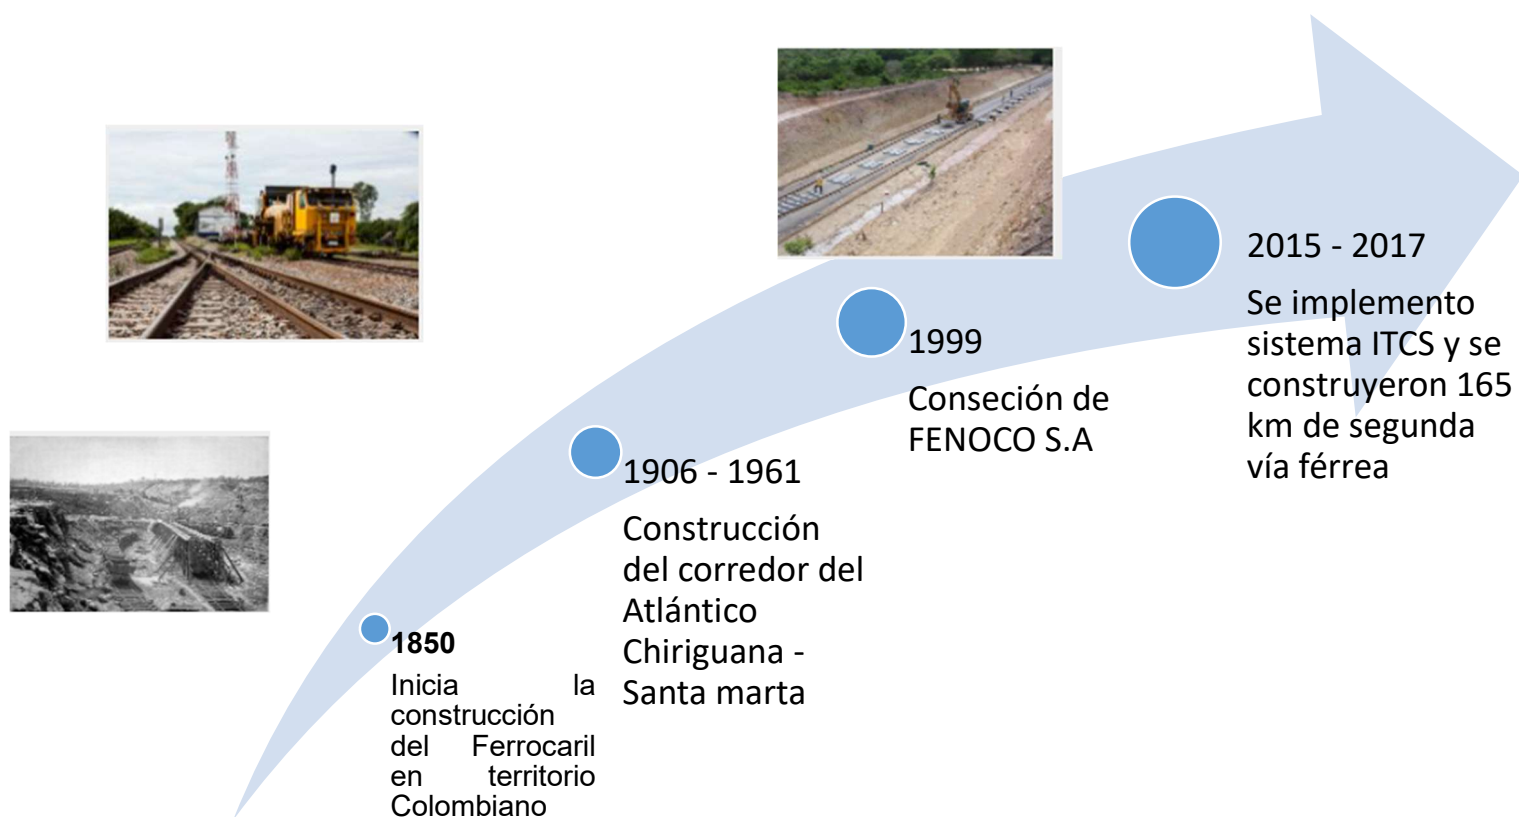 1850
Inicia la
construcción
del Ferrocaril
en territorio
Colombiano
1906 - 1961
Construcción
del corredor del
Atlántico
Chiriguana -
Santa marta
1999
Conseción de
FENOCO S.A
2015 - 2017
Se implemento
sistema ITCS y se
construyeron 165
km de segunda
vía férrea